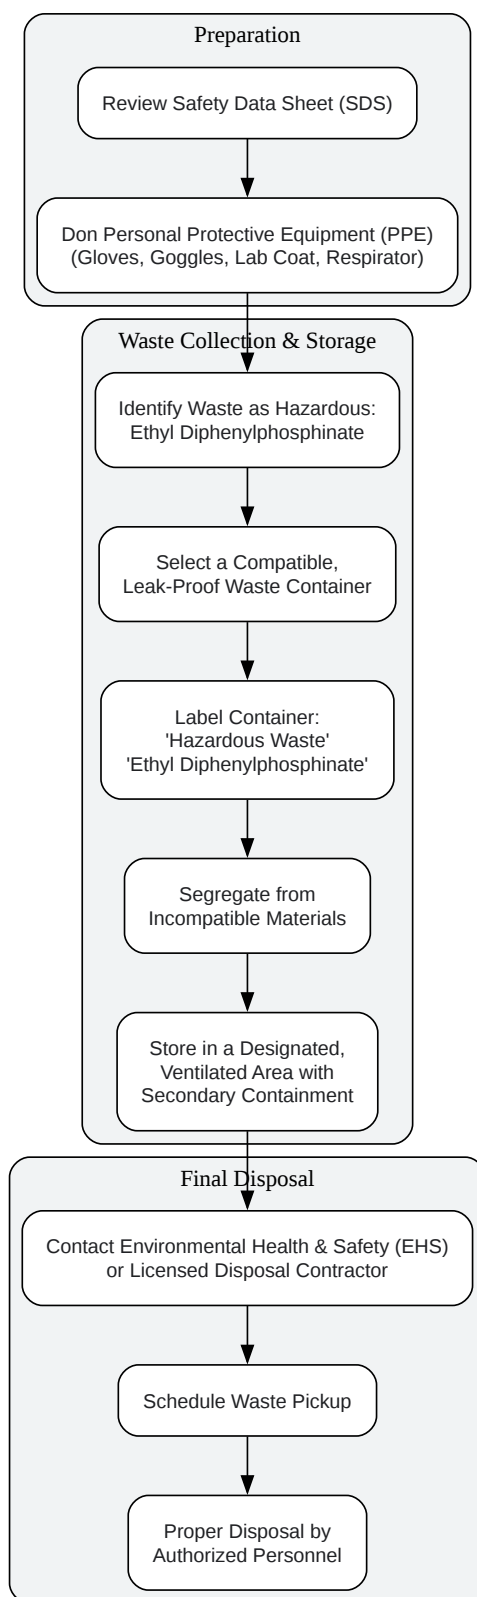 Preparation
Review Safety Data Sheet (SDS)
Don Personal Protective Equipment (PPE)
(Gloves, Goggles, Lab Coat, Respirator)
Waste Collection & Storage
Identify Waste as Hazardous:
Ethyl Diphenylphosphinate
Select a Compatible,
Leak-Proof Waste Container
Label Container:
'Hazardous Waste'
'Ethyl Diphenylphosphinate'
Segregate from
Incompatible Materials
Store in a Designated,
Ventilated Area with
Secondary Containment
Final Disposal
Contact Environmental Health & Safety (EHS)
or Licensed Disposal Contractor
Schedule Waste Pickup
Proper Disposal by
Authorized Personnel